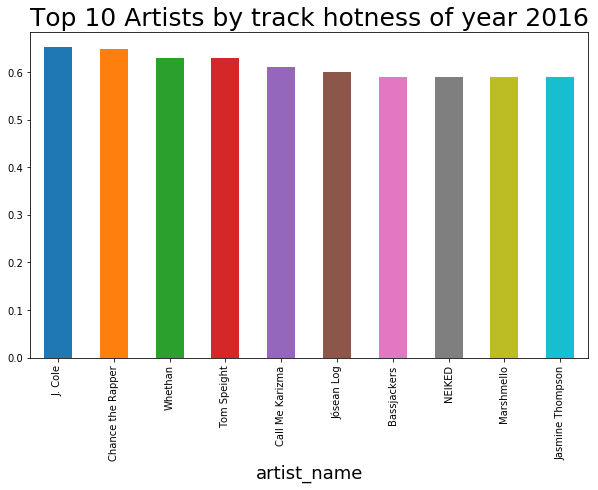 Top 10 Artists by track hotness of year 2016
0.6
0.5
0.4
0.3
0.2
0.1
0.0
J. Cole
Chance the Rapper
Whethan
Tom Speight
Call Me Karizma
Jósean Log
Bassjackers
NEIKED
Marshmello
Jasmine Thompson
artist_name